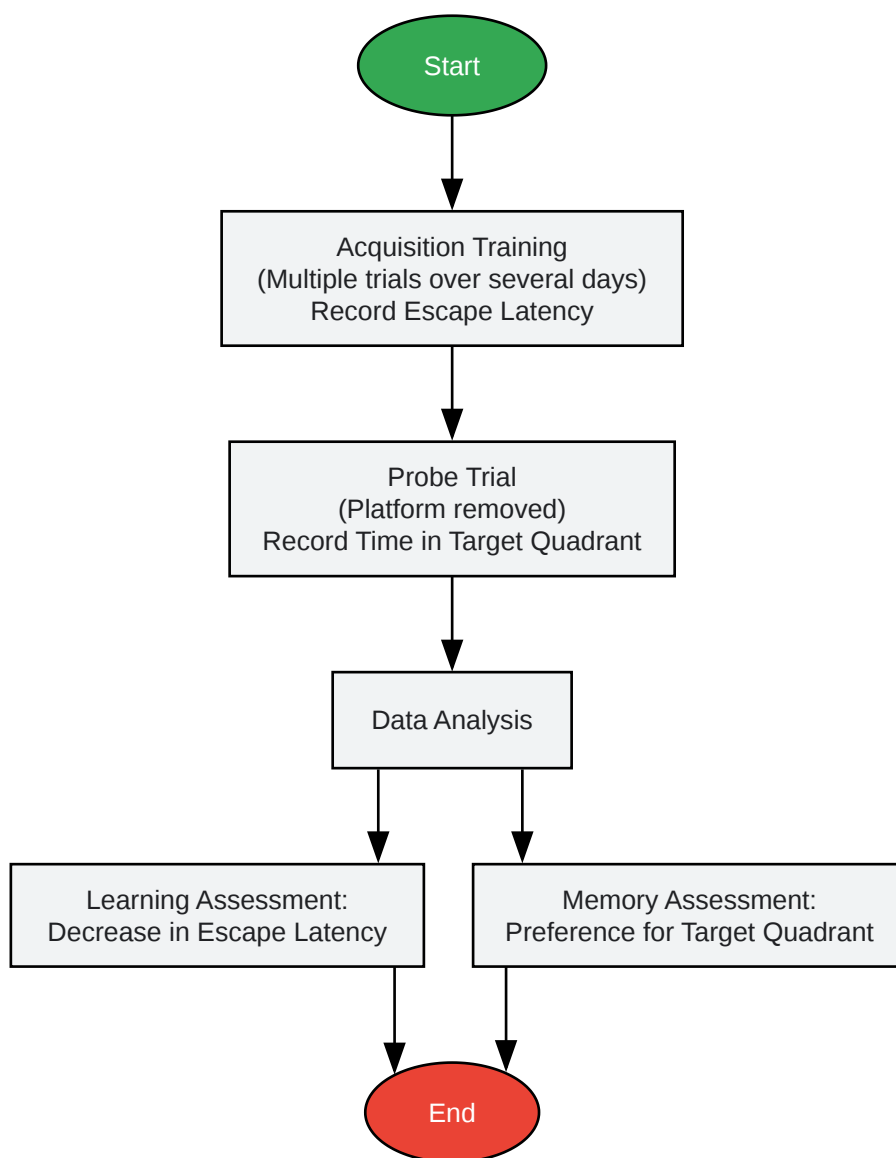 Start
Acquisition Training
(Multiple trials over several days)
Record Escape Latency
Probe Trial
(Platform removed)
Record Time in Target Quadrant
Data Analysis
Learning Assessment:
Decrease in Escape Latency
Memory Assessment:
Preference for Target Quadrant
End